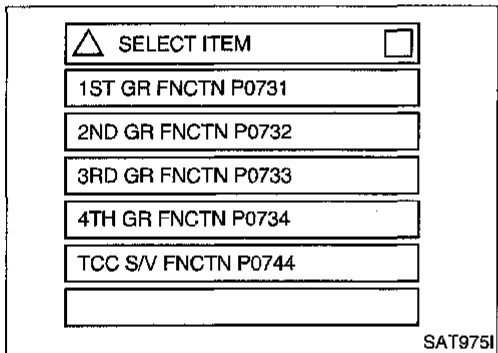 SELECT ITEM
1ST GR FNCTN P0731
2ND GR FNCTN P0732
3RD GR FNCTN P0733
4TH GR FNCTN P0734
TCC S/V FNCTN P0744
SAT975I